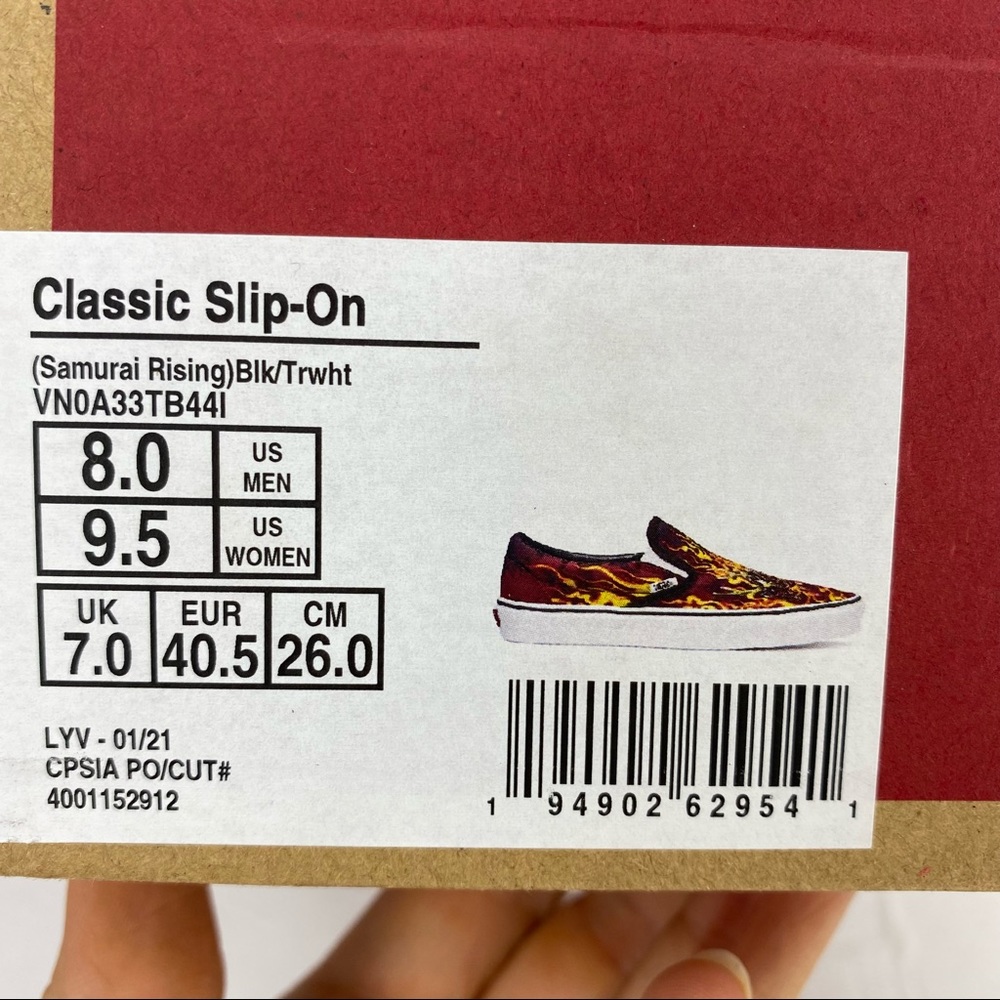 Classic Slip-On
(Samurai Rising)Blk/Trwht
VN0A33TB44I
8.0 US MEN
9.5 US WOMEN
UK EUR CM
7.0 40.5 26.0
LYV - 01/21
CPSIA PO/CUT#
4001152912
1 94902 62954 1